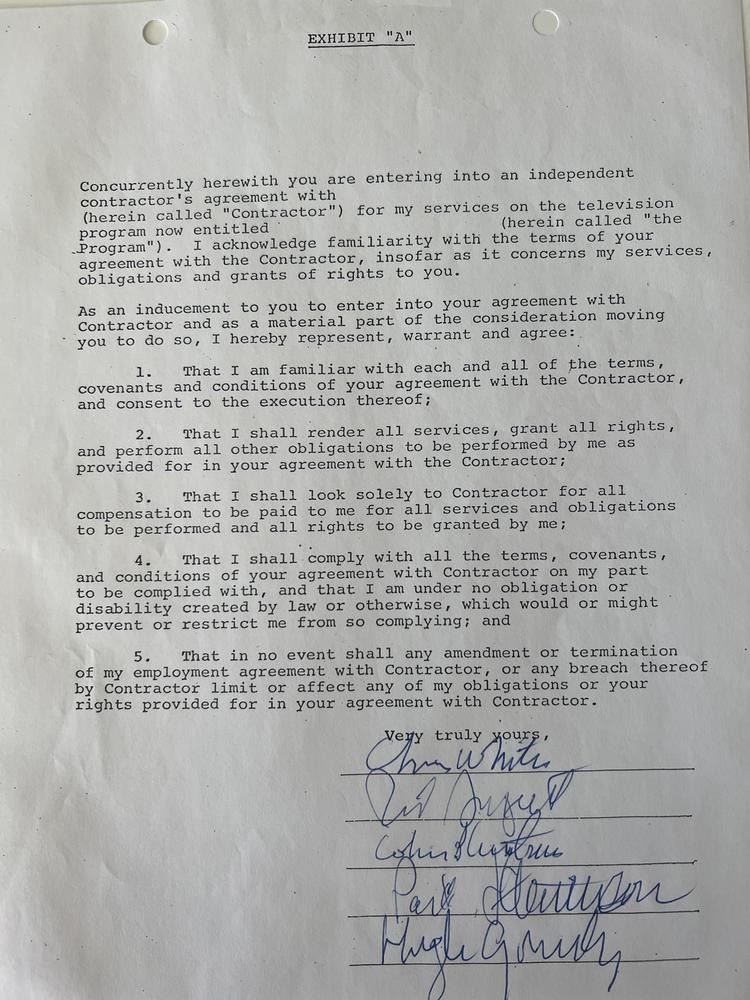 EXHIBIT "A"
Concurrently herewith you are entering into an independent
contractor's agreement with
(herein called "Contractor") for my services on the television
program now entitled (herein called "the
Program"). I acknowledge familiarity with the terms of your
agreement with the Contractor, insofar as it concerns my services,
obligations and grants of rights to you.
As an inducement to you to enter into your agreement with
Contractor and as a material part of the consideration moving
you to do so, I hereby represent, warrant and agree:
1. That I am familiar with each and all of the terms,
covenants and conditions of your agreement with the Contractor,
and consent to the execution thereof;
2. That I shall render all services, grant all rights,
and perform all other obligations to be performed by me as
provided for in your agreement with the Contractor;
3. That I shall look solely to Contractor for all
compensation to be paid to me for all services and obligations
to be performed and all rights to be granted by me;
4. That I shall comply with all the terms, covenants,
and conditions of your agreement with Contractor on my part
to be complied with, and that I am under no obligation or
disability created by law or otherwise, which would or might
prevent or restrict me from so complying; and
5. That in no event shall any amendment or termination
of my employment agreement with Contractor, or any breach thereof
by Contractor limit or affect any of my obligations or your
rights provided for in your agreement with Contractor.
Very truly yours,
White
Colin
Paul
Hugh